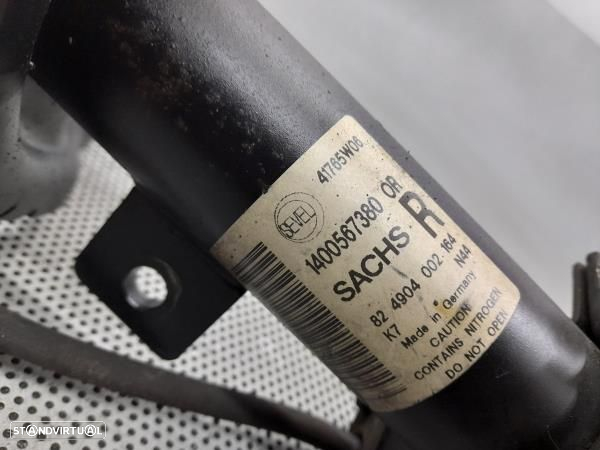 41765W06
SEVEL
1400567380 OR
SACHS R
82 4904 002 164
K7 Made in Germany N44
CAUTION
CONTAINS NITROGEN
DO NOT OPEN
STANDVIRTUAL